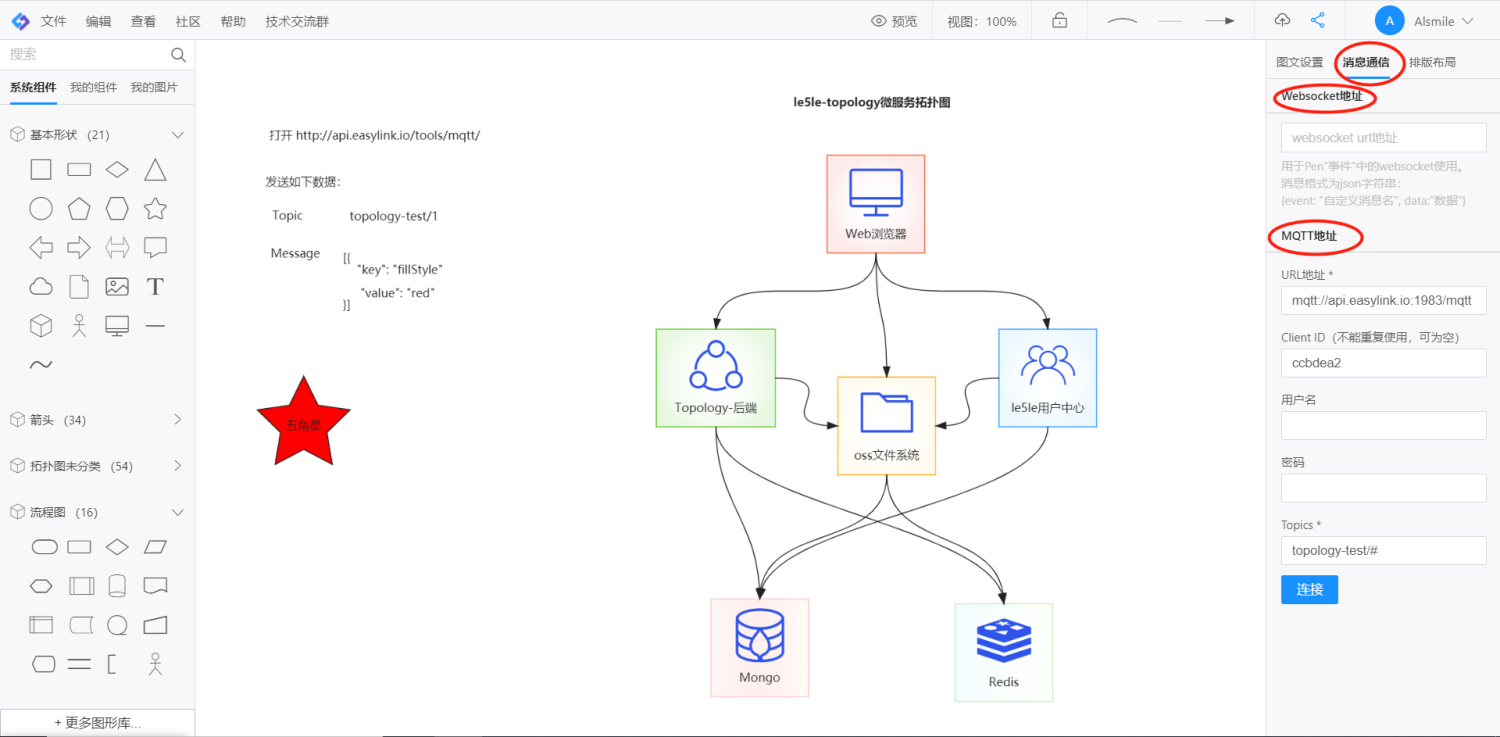 文件 编辑 查看 社区 帮助 技术交流群 预览 视图: 100% A Alsmile
搜索
系统组件 我的组件 我的图片
基本形状 (21)
T
箭头 (34)
拓扑图未分类 (54)
流程图 (16)
+ 更多图形库...
le5le-topology微服务拓扑图
打开 http://api.easylink.io/tools/mqtt/
发送如下数据:
Topic topology-test/1
Message
[{
"key": "fillStyle"
"value": "red"
}]
五角星
Web浏览器
Topology-后端
le5le用户中心
oss文件系统
Mongo
Redis
图文设置 消息通信 排版布局
Websocket地址
websocket url地址
用于Pen"事件"中的websocket使用。
消息格式为json字符串:
{event: "自定义消息名", data:"数据"}
MQTT地址
URL地址 *
mqtt://api.easylink.io:1983/mqtt
Client ID（不能重复使用，可为空）
ccbdea2
用户名
密码
Topics *
topology-test/#
连接